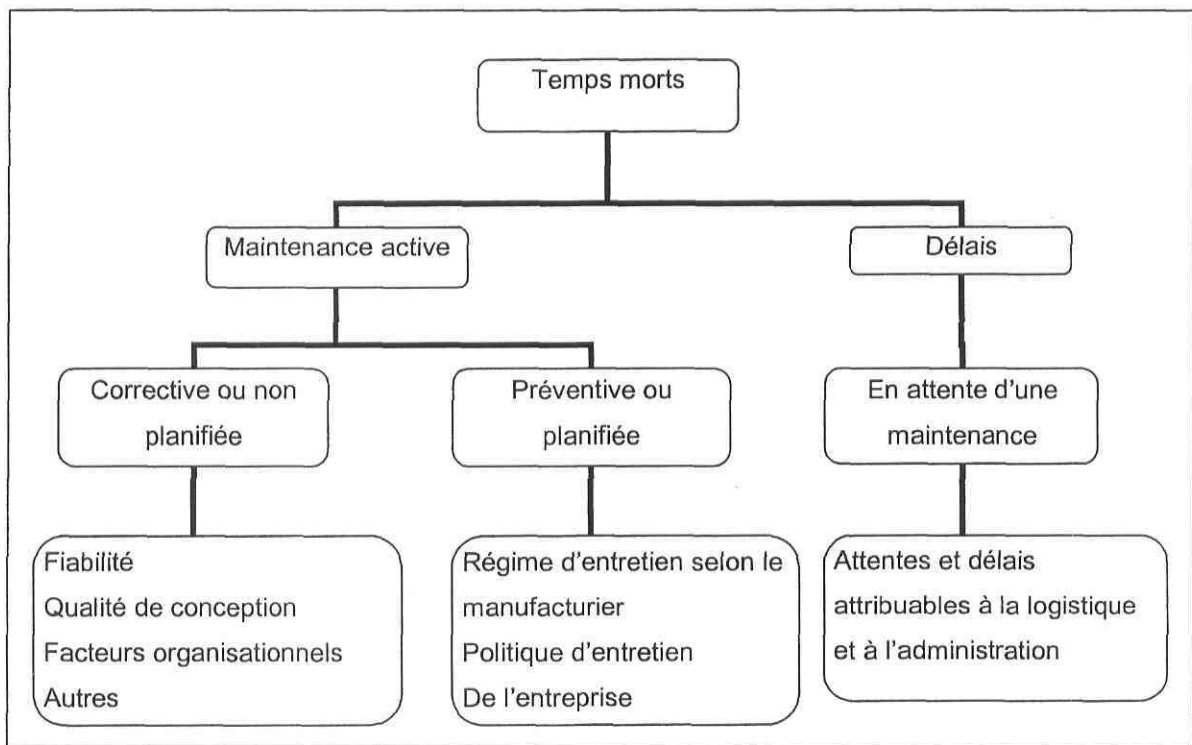 Temps morts
Maintenance active
Délais
Corrective ou non
planifiée
Préventive ou
planifiée
En attente d'une
maintenance
Fiabilité
Qualité de conception
Facteurs organisationnels
Autres
Régime d'entretien selon le
manufacturier
Politique d'entretien
De l'entreprise
Attentes et délais
attribuables à la logistique
et à l'administration